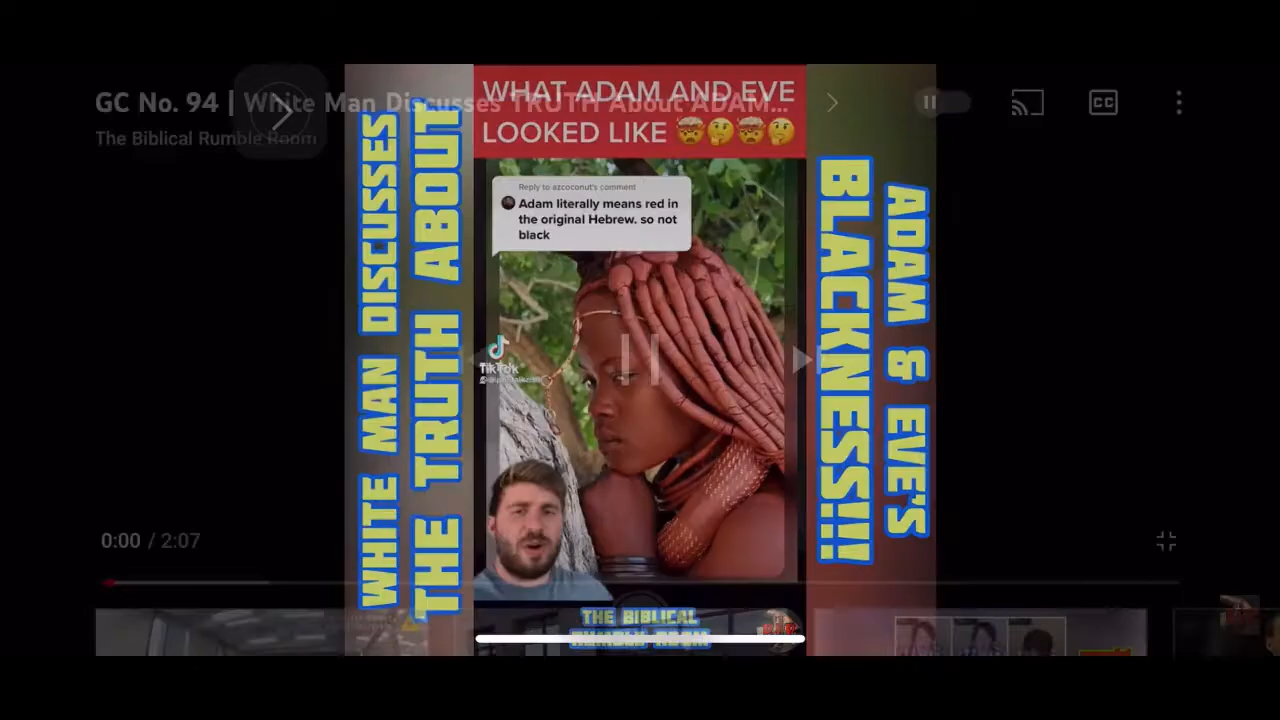 GC No. 94 | White Man Discusses TRUTH About ADAM...
The Biblical Rumble Room
WHAT ADAM AND EVE
LOOKED LIKE 🤯🤔🤯🤔
Reply to azcoconut's comment
Adam literally means red in
the original Hebrew. so not
black
TikTok
WHITE MAN DISCUSSES
THE TRUTH ABOUT
ADAM & EVE'S
BLACKNESS!!!
CC
0:00 / 2:07
THE BIBLICAL
RUMBLE ROOM